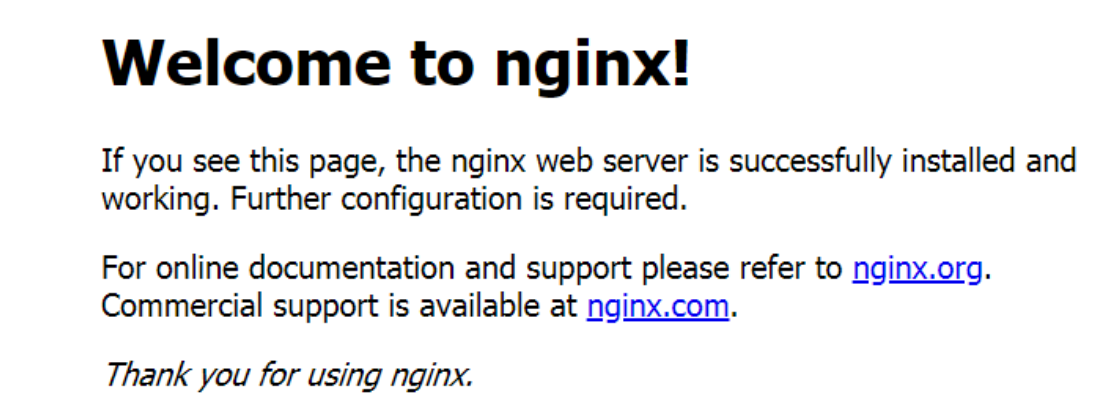 Welcome to nginx!
If you see this page, the nginx web server is successfully installed and
working. Further configuration is required.
For online documentation and support please refer to nginx.org.
Commercial support is available at nginx.com.
Thank you for using nginx.